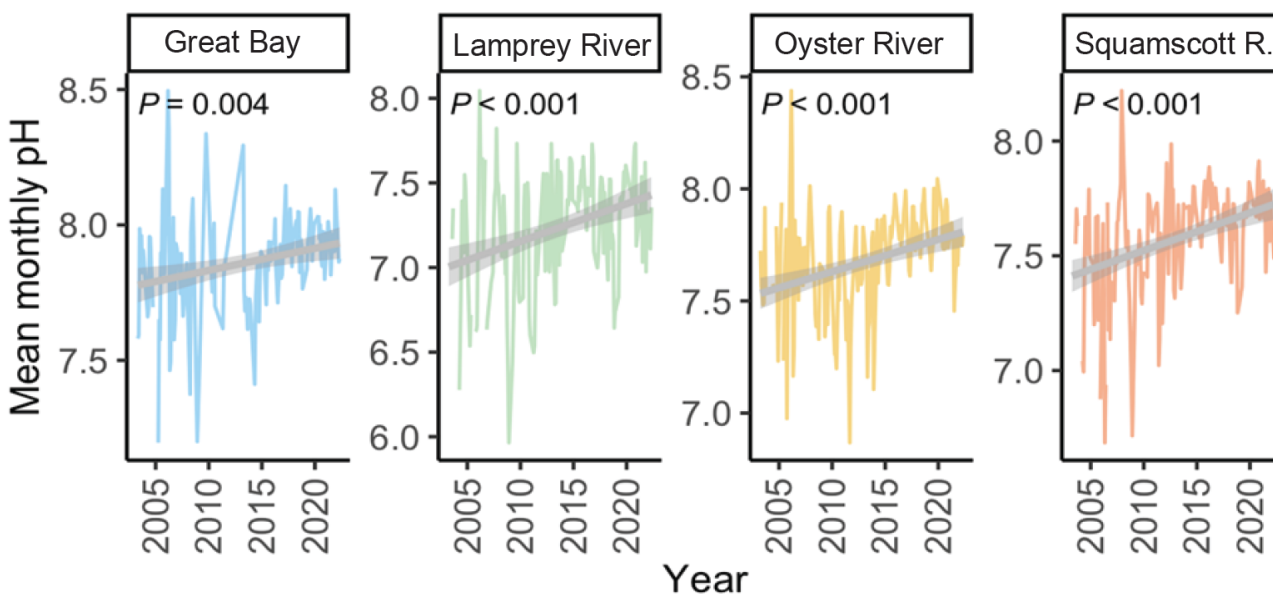 Great Bay
Lamprey River
Oyster River
Squamscott R.
P = 0.004
P < 0.001
P < 0.001
P < 0.001
Mean monthly pH
8.5
8.0
7.5
8.0
7.5
7.0
6.5
6.0
8.5
8.0
7.5
7.0
8.0
7.5
7.0
2005 2010 2015 2020
2005 2010 2015 2020
2005 2010 2015 2020
2005 2010 2015 2020
Year